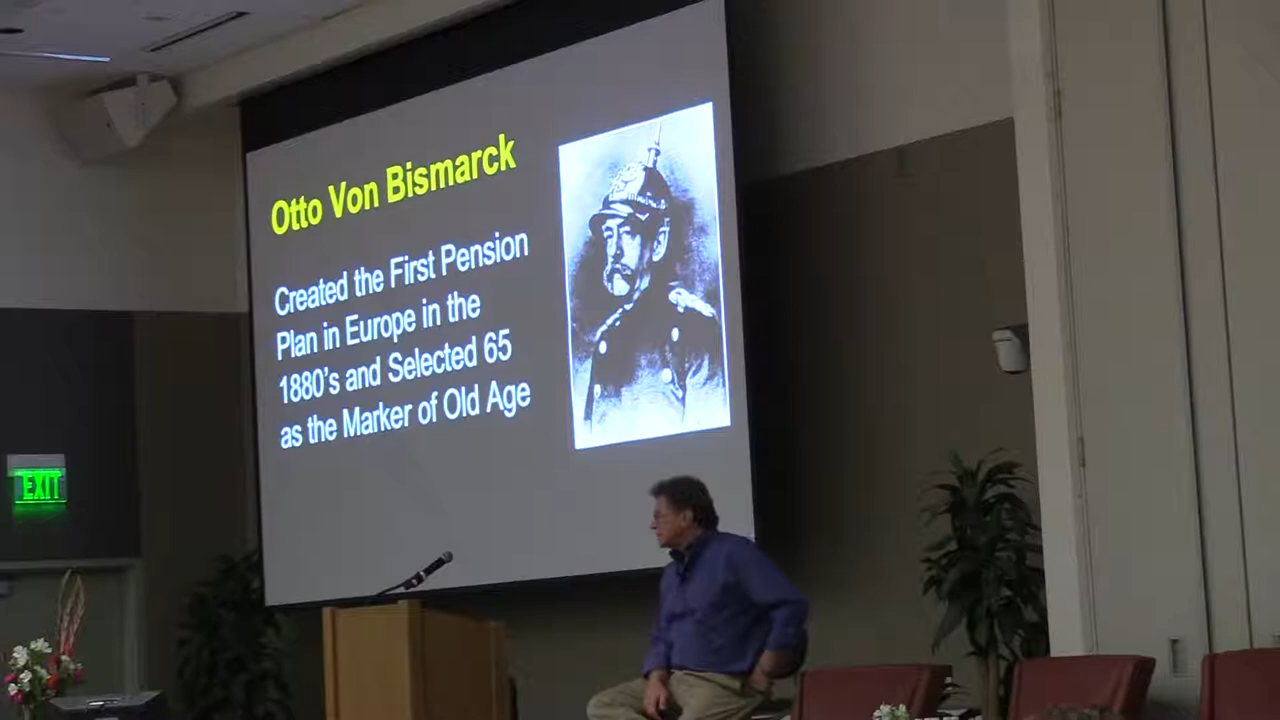 Otto Von Bismarck
Created the First Pension
Plan in Europe in the
1880's and Selected 65
as the Marker of Old Age
EXIT